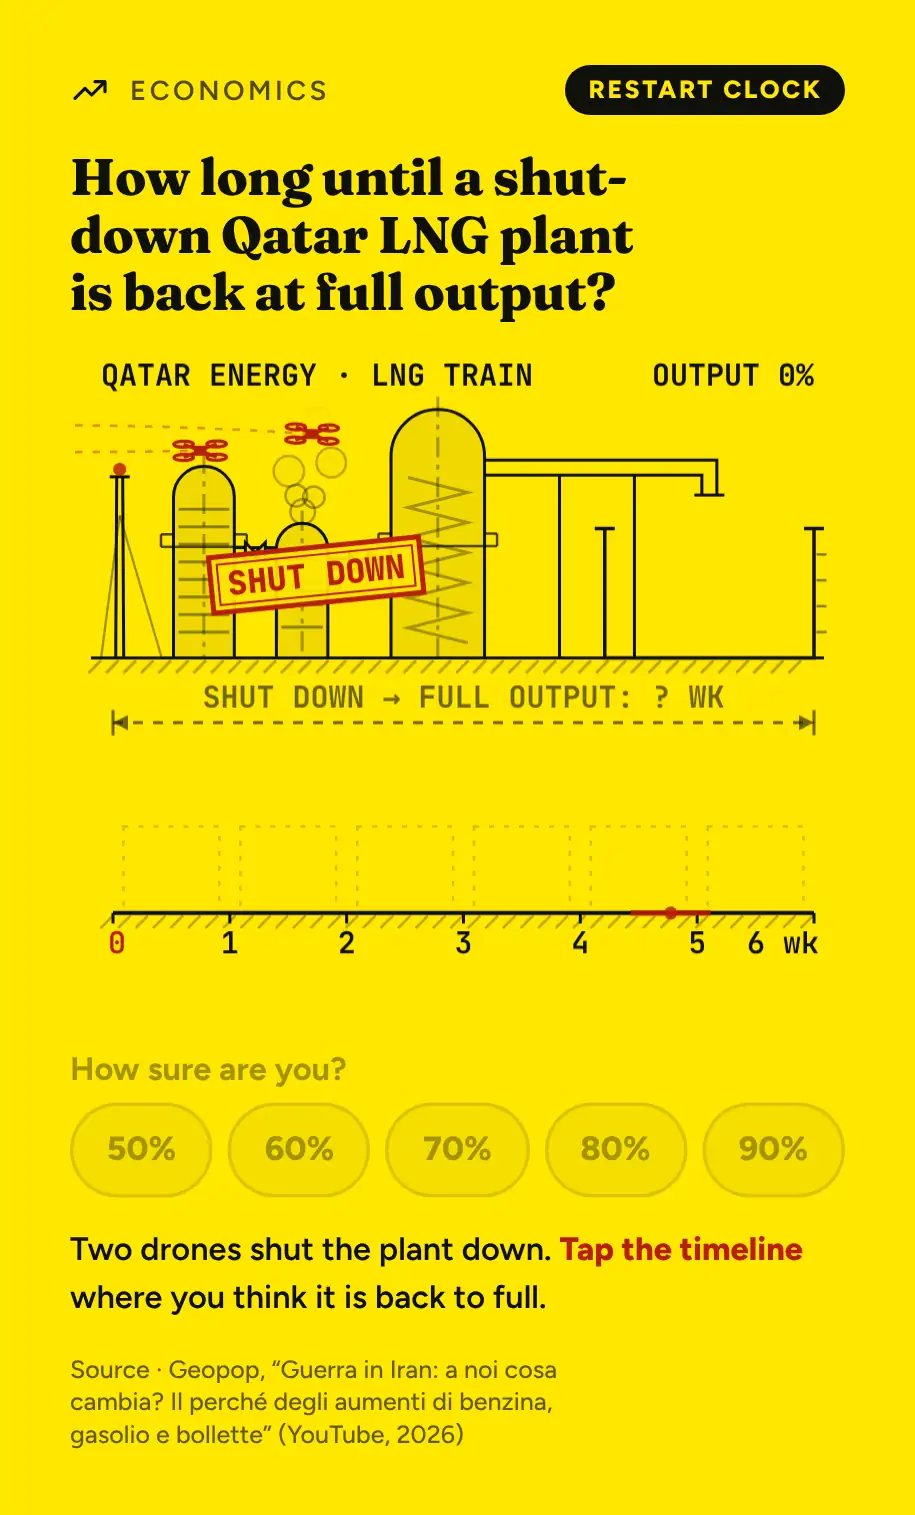 ECONOMICS
RESTART CLOCK
How long until a shut-
down Qatar LNG plant
is back at full output?
QATAR ENERGY · LNG TRAIN
OUTPUT 0%
SHUT DOWN
SHUT DOWN → FULL OUTPUT: ? WK
0 1 2 3 4 5 6 wk
How sure are you?
50% 60% 70% 80% 90%
Two drones shut the plant down. Tap the timeline
where you think it is back to full.
Source · Geopop, “Guerra in Iran: a noi cosa
cambia? Il perché degli aumenti di benzina,
gasolio e bollette” (YouTube, 2026)